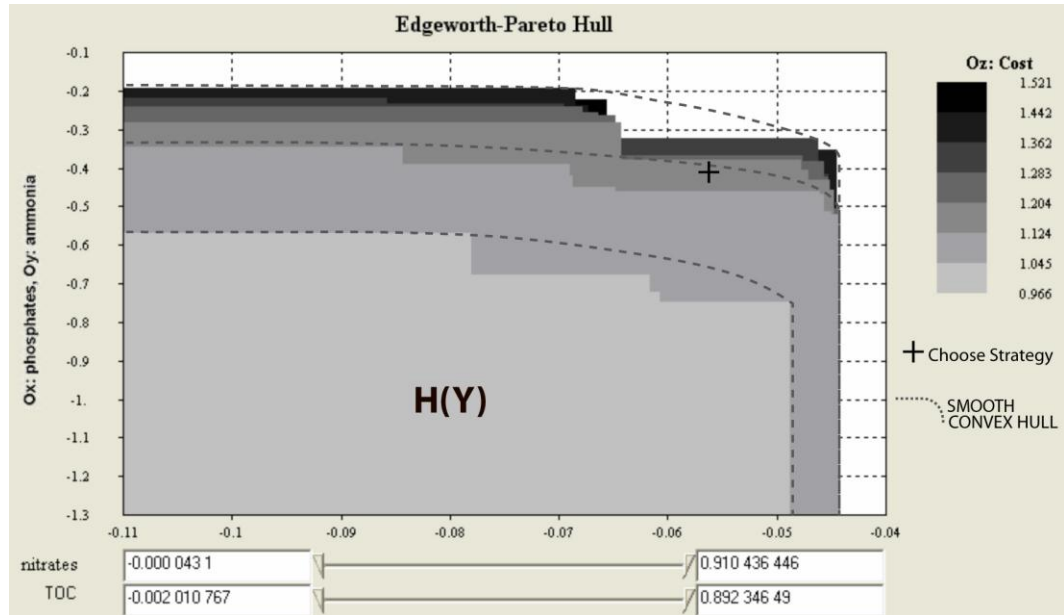 Edgeworth-Pareto Hull
Ox: phosphates, Oy: ammonia
-0.1
-0.2
-0.3
-0.4
-0.5
-0.6
-0.7
-0.8
-0.9
-1.
-1.1
-1.2
-1.3
H(Y)
-0.11 -0.1 -0.09 -0.08 -0.07 -0.06 -0.05 -0.04
Oz: Cost
1.521
1.442
1.362
1.283
1.204
1.124
1.045
0.966
Choose Strategy
SMOOTH
CONVEX HULL
nitrates -0.000 043 1 0.910 436 446
TOC -0.002 010 767 0.892 346 49